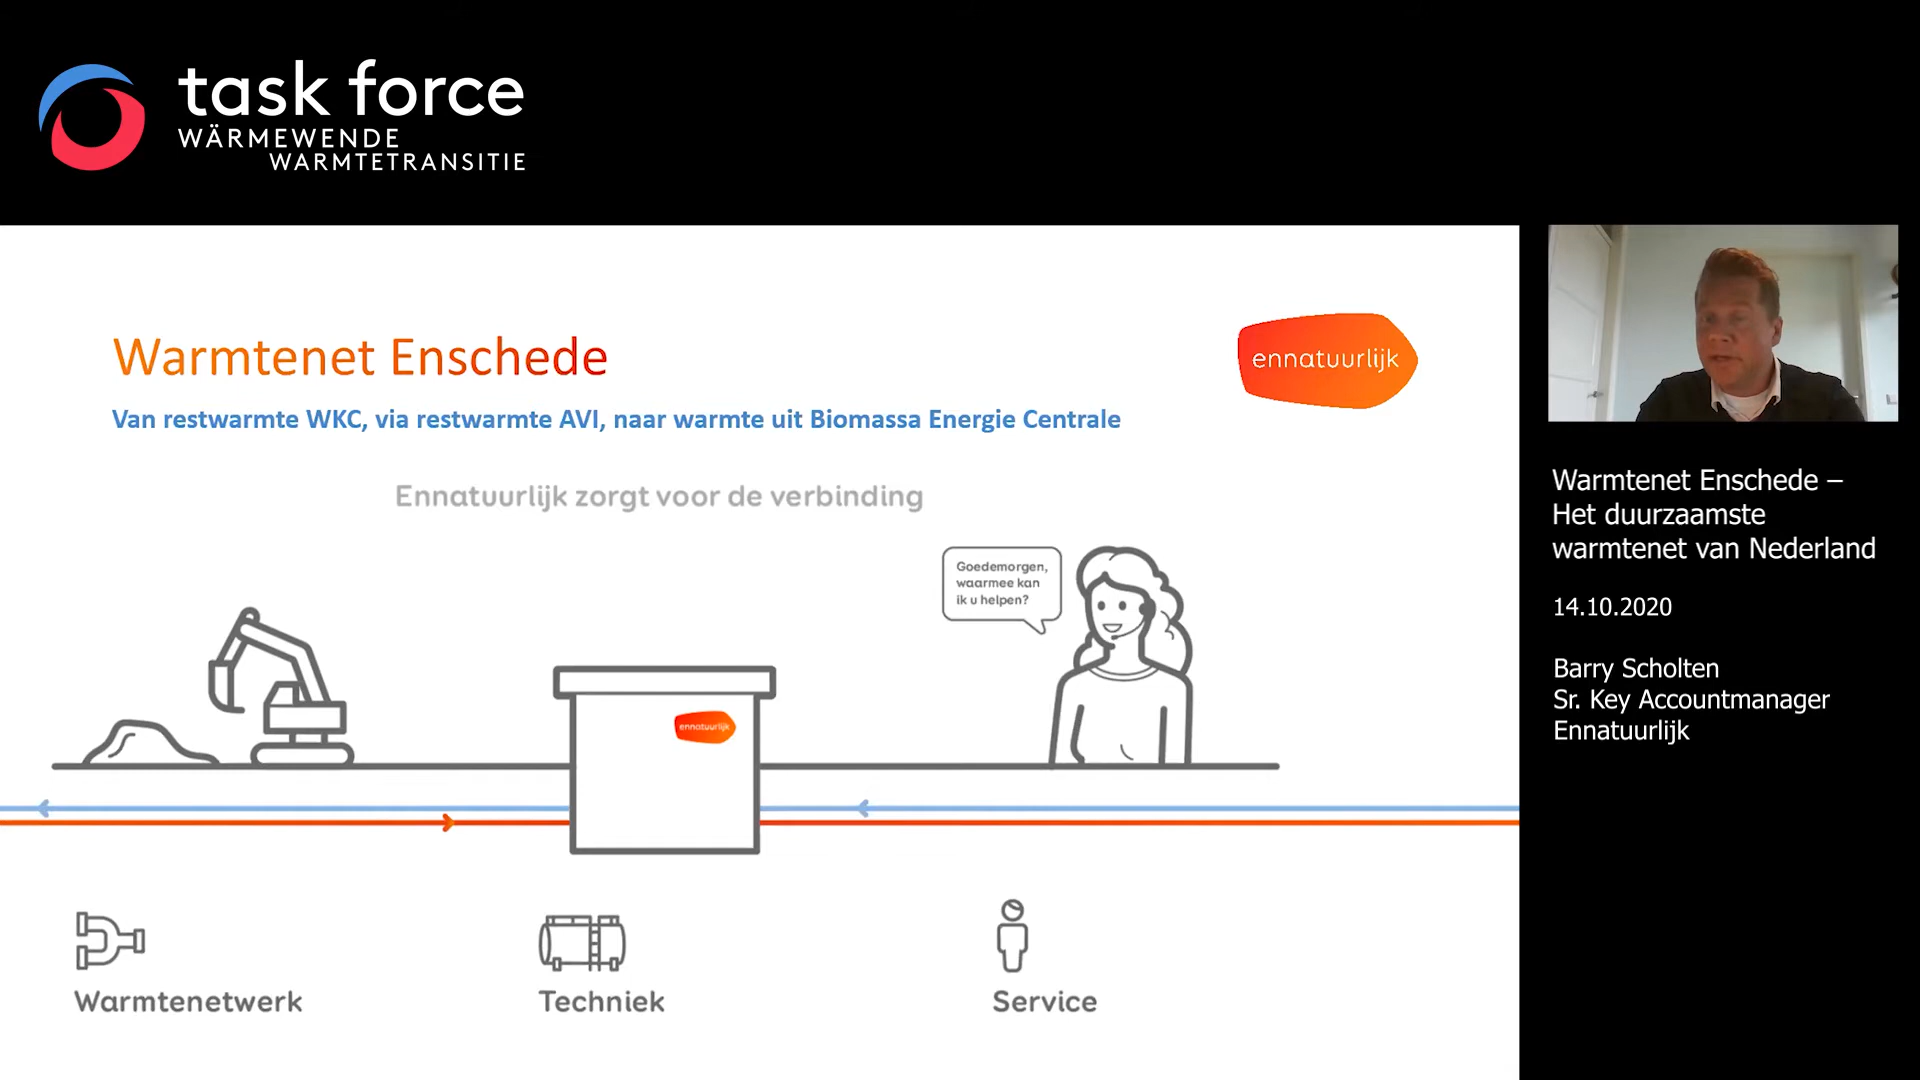 task force
WÄRMEWENDE
WARMTETRANSITIE
Warmtenet Enschede
ennatuurlijk
Van restwarmte WKC, via restwarmte AVI, naar warmte uit Biomassa Energie Centrale
Ennatuurlijk zorgt voor de verbinding
Goedemorgen,
waarmee kan
ik u helpen?
ennatuurlijk
Warmtenetwerk
Techniek
Service
Warmtenet Enschede –
Het duurzaamste
warmtenet van Nederland
14.10.2020
Barry Scholten
Sr. Key Accountmanager
Ennatuurlijk